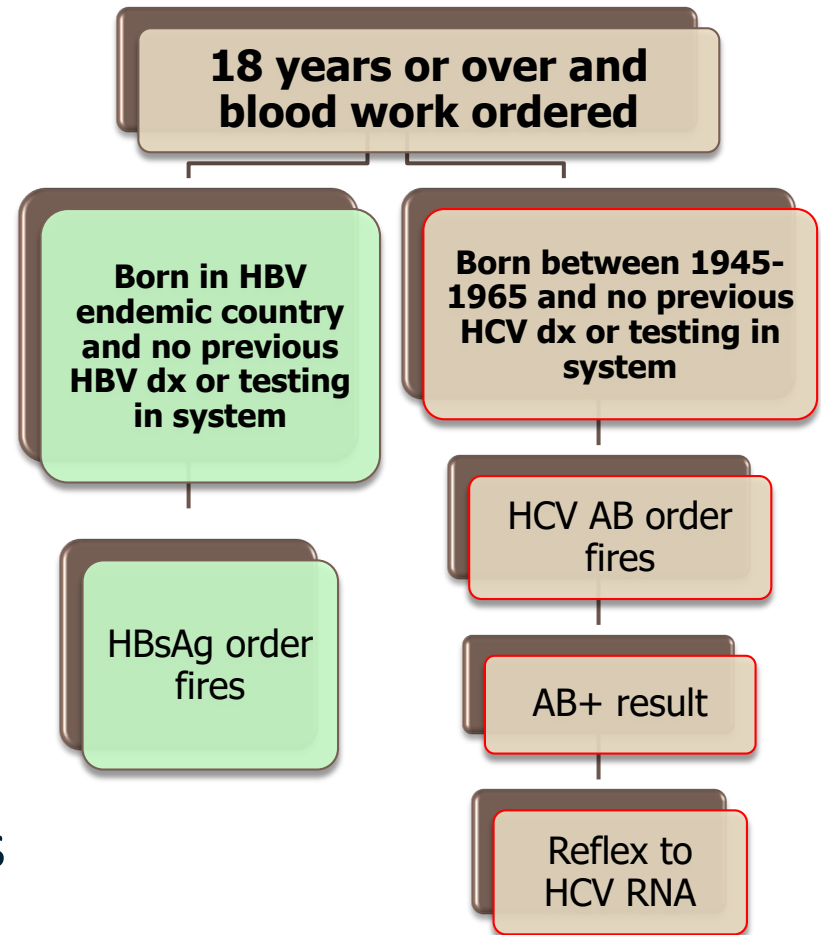 18 years or over and
blood work ordered
Born in HBV
endemic country
and no previous
HBV dx or testing
in system
HBsAg order
fires
Born between 1945-
1965 and no previous
HCV dx or testing in
system
HCV AB order
fires
AB+ result
Reflex to
HCV RNA